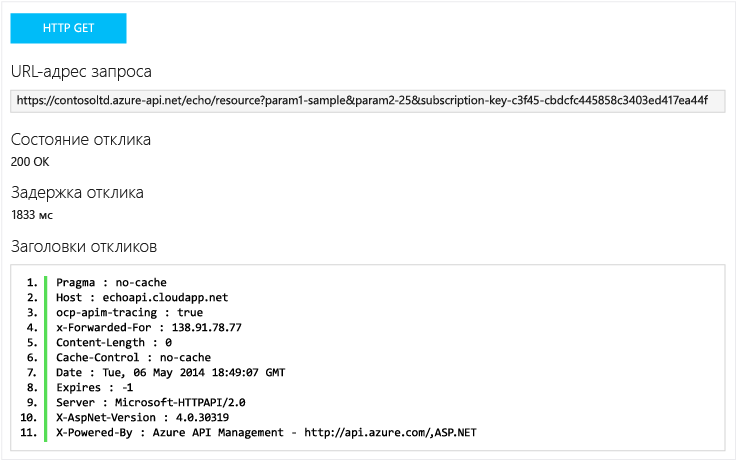 HTTP GET
URL-адрес запроса
https://contosoltd.azure-api.net/echo/resource?param1-sample&param2-25&subscription-key-c3f45-cbdcfc445858c3403ed417ea44f
Состояние отклика
200 OK
Задержка отклика
1833 мс
Заголовки откликов
1. Pragma : no-cache
2. Host : echoapi.cloudapp.net
3. ocp-apim-tracing : true
4. x-Forwarded-For : 138.91.78.77
5. Content-Length : 0
6. Cache-Control : no-cache
7. Date : Tue, 06 May 2014 18:49:07 GMT
8. Expires : -1
9. Server : Microsoft-HTTPAPI/2.0
10. X-AspNet-Version : 4.0.30319
11. X-Powered-By : Azure API Management - http://api.azure.com/,ASP.NET